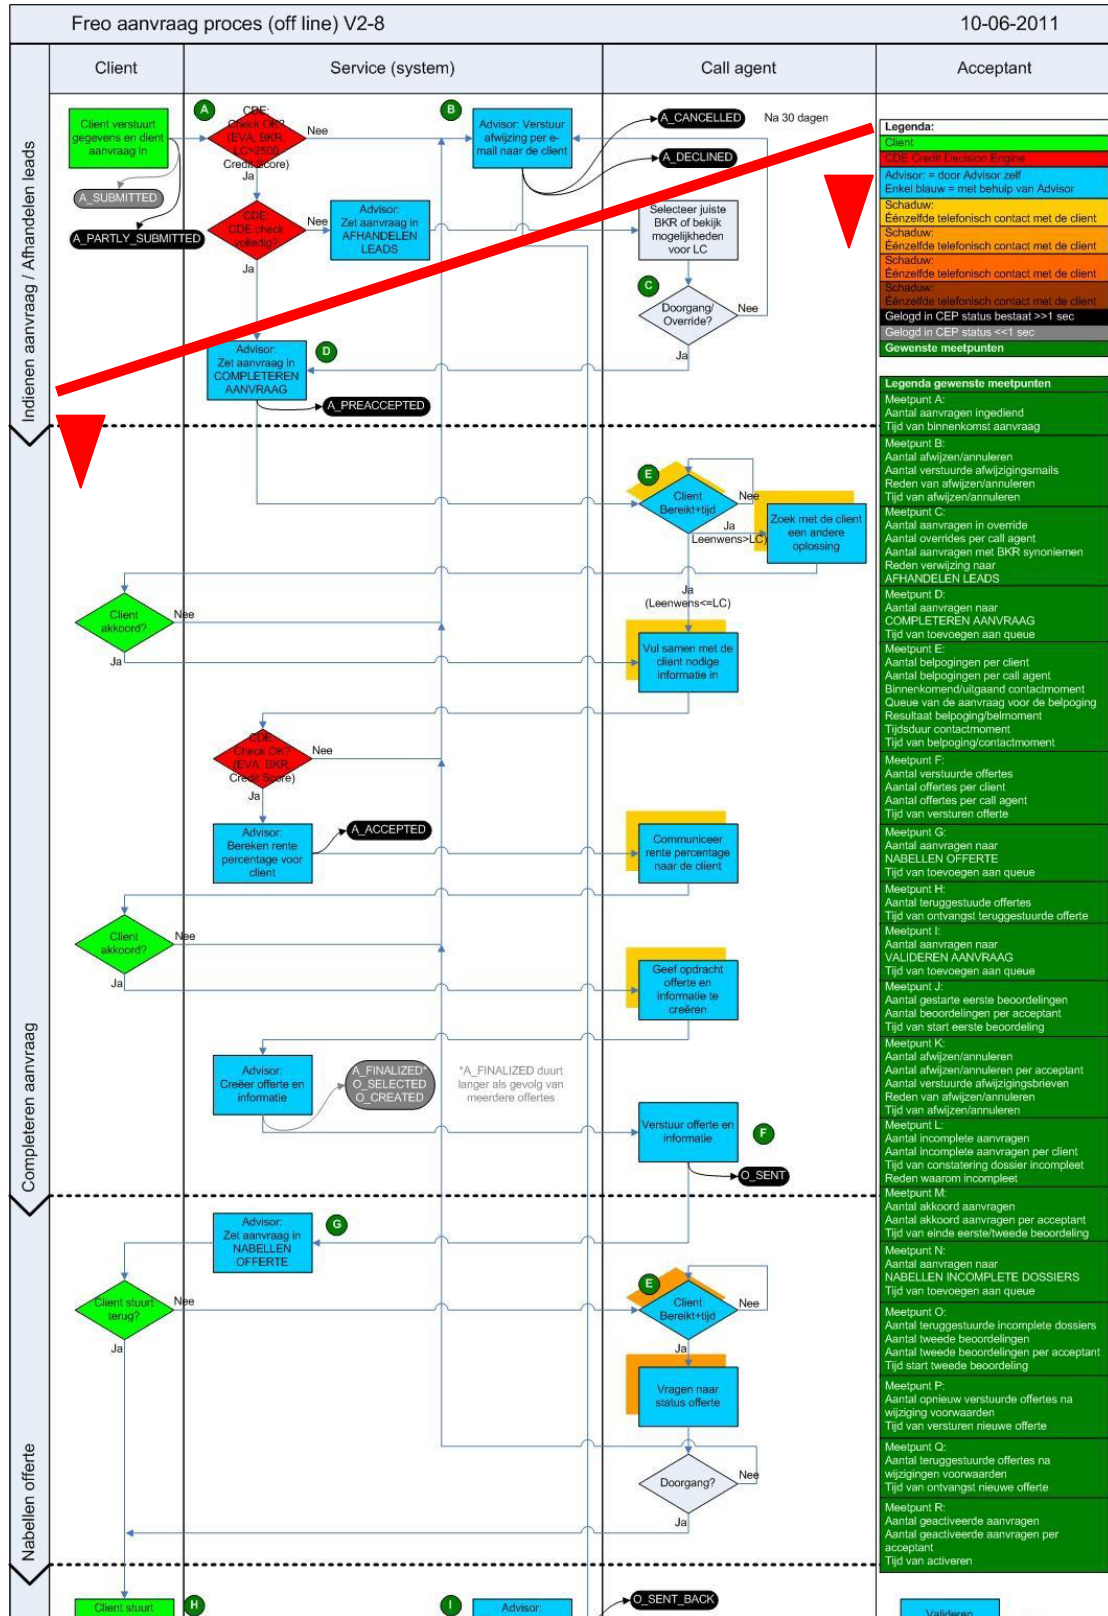 Freo aanvraag proces (off line) V2-8
10-06-2011
Client
Service (system)
Call agent
Acceptant
Indienen aanvraag / Afhandelen leads
Client verstuurt
gegevens en dient
aanvraag in
A
CDE:
Check OK?
(EVA, BKR,
LC>2500,
Credit Score)
Nee
Ja
B
Advisor: Verstuur
afwijzing per e-
mail naar de client
A_CANCELLED
Na 30 dagen
A_DECLINED
A_SUBMITTED
A_PARTLY_SUBMITTED
CDE:
CDE check
volledig?
Nee
Ja
Advisor:
Zet aanvraag in
AFHANDELEN
LEADS
Selecteer juiste
BKR of bekijk
mogelijkheden
voor LC
C
Doorgang/
Override?
Nee
Ja
Advisor:
Zet aanvraag in
COMPLETEREN
AANVRAAG
D
A_PREACCEPTED
Legenda:
Client
CDE Credit Decision Engine
Advisor: = door Advisor zelf
Enkel blauw = met behulp van Advisor
Schaduw:
Éénzelfde telefonisch contact met de client
Schaduw:
Éénzelfde telefonisch contact met de client
Schaduw:
Éénzelfde telefonisch contact met de client
Schaduw:
Éénzelfde telefonisch contact met de client
Gelogd in CEP status bestaat >>1 sec
Gelogd in CEP status <<1 sec
Gewenste meetpunten
Completeren aanvraag
E
Client
Bereikt+tijd
Nee
Ja
Leenwens>LC)
Zoek met de client
een andere
oplossing
Ja
(Leenwens<=LC)
Client
akkoord?
Nee
Ja
Vul samen met de
client nodige
informatie in
CDE:
Check OK?
(EVA, BKR,
Credit Score)
Nee
Ja
Advisor:
Bereken rente
percentage voor
client
A_ACCEPTED
Communiceer
rente percentage
naar de client
Client
akkoord?
Nee
Ja
Geef opdracht
offerte en
informatie te
creëren
Advisor:
Creëer offerte en
informatie
A_FINALIZED*
O_SELECTED
O_CREATED
*A_FINALIZED duurt
langer als gevolg van
meerdere offertes
Verstuur offerte en
informatie
F
O_SENT
Nabellen offerte
Advisor:
Zet aanvraag in
NABELLEN
OFFERTE
G
Client stuurt
terug?
Nee
Ja
E
Client
Bereikt+tijd
Nee
Ja
Vragen naar
status offerte
Doorgang?
Nee
Ja
Client stuurt
H
I
Advisor:
O_SENT_BACK
Valideren
Legenda gewenste meetpunten
Meetpunt A:
Aantal aanvragen ingediend
Tijd van binnenkomst aanvraag
Meetpunt B:
Aantal afwijzen/annuleren
Aantal verstuurde afwijzigingsmails
Reden van afwijzen/annuleren
Tijd van afwijzen/annuleren
Meetpunt C:
Aantal aanvragen in override
Aantal overrides per call agent
Aantal aanvragen met BKR synoniemen
Reden verwijzing naar
AFHANDELEN LEADS
Meetpunt D:
Aantal aanvragen naar
COMPLETEREN AANVRAAG
Tijd van toevoegen aan queue
Meetpunt E:
Aantal belpogingen per client
Aantal belpogingen per call agent
Binnenkomend/uitgaand contactmoment
Queue van de aanvraag voor de belpoging
Resultaat belpoging/belmoment
Tijdsduur contactmoment
Tijd van belpoging/contactmoment
Meetpunt F:
Aantal verstuurde offertes
Aantal offertes per client
Aantal offertes per call agent
Tijd van versturen offerte
Meetpunt G:
Aantal aanvragen naar
NABELLEN OFFERTE
Tijd van toevoegen aan queue
Meetpunt H:
Aantal teruggestuude offertes
Tijd van ontvangst teruggestuurde offerte
Meetpunt I:
Aantal aanvragen naar
VALIDEREN AANVRAAG
Tijd van toevoegen aan queue
Meetpunt J:
Aantal gestarte eerste beoordelingen
Aantal beoordelingen per acceptant
Tijd van start eerste beoordeling
Meetpunt K:
Aantal afwijzen/annuleren
Aantal afwijzen/annuleren per acceptant
Aantal verstuurde afwijzigingsbrieven
Reden van afwijzen/annuleren
Tijd van afwijzen/annuleren
Meetpunt L:
Aantal incomplete aanvragen
Aantal incomplete aanvragen per client
Tijd van constatering dossier incompleet
Reden waarom incompleet
Meetpunt M:
Aantal akkoord aanvragen
Aantal akkoord aanvragen per acceptant
Tijd van einde eerste/tweede beoordeling
Meetpunt N:
Aantal aanvragen naar
NABELLEN INCOMPLETE DOSSIERS
Tijd van toevoegen aan queue
Meetpunt O:
Aantal teruggestuurde incomplete dossiers
Aantal tweede beoordelingen
Aantal tweede beoordelingen per acceptant
Tijd start tweede beoordeling
Meetpunt P:
Aantal opnieuw verstuurde offertes na
wijziging voorwaarden
Tijd van versturen nieuwe offerte
Meetpunt Q:
Aantal teruggestuurde offertes na
wijzigingen voorwaarden
Tijd van ontvangst nieuwe offerte
Meetpunt R:
Aantal geactiveerde aanvragen
Aantal geactiveerde aanvragen per
acceptant
Tijd van activeren